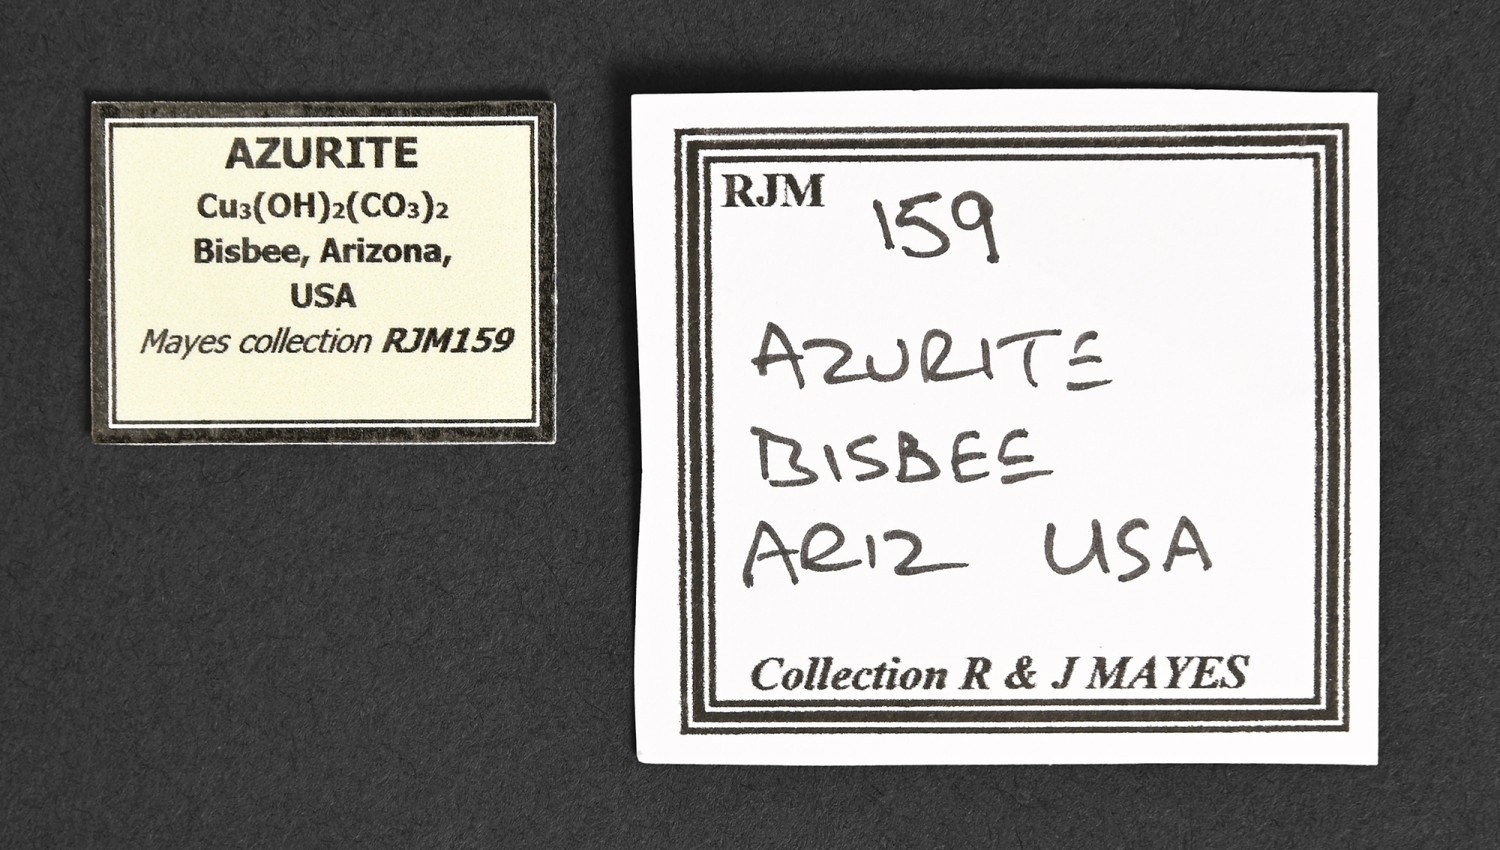 AZURITE
Cu₃(OH)₂(CO₃)₂
Bisbee, Arizona,
USA
Mayes collection RJM159
RJM 159
AZURITE
BISBEE
ARIZ USA
Collection R & J MAYES